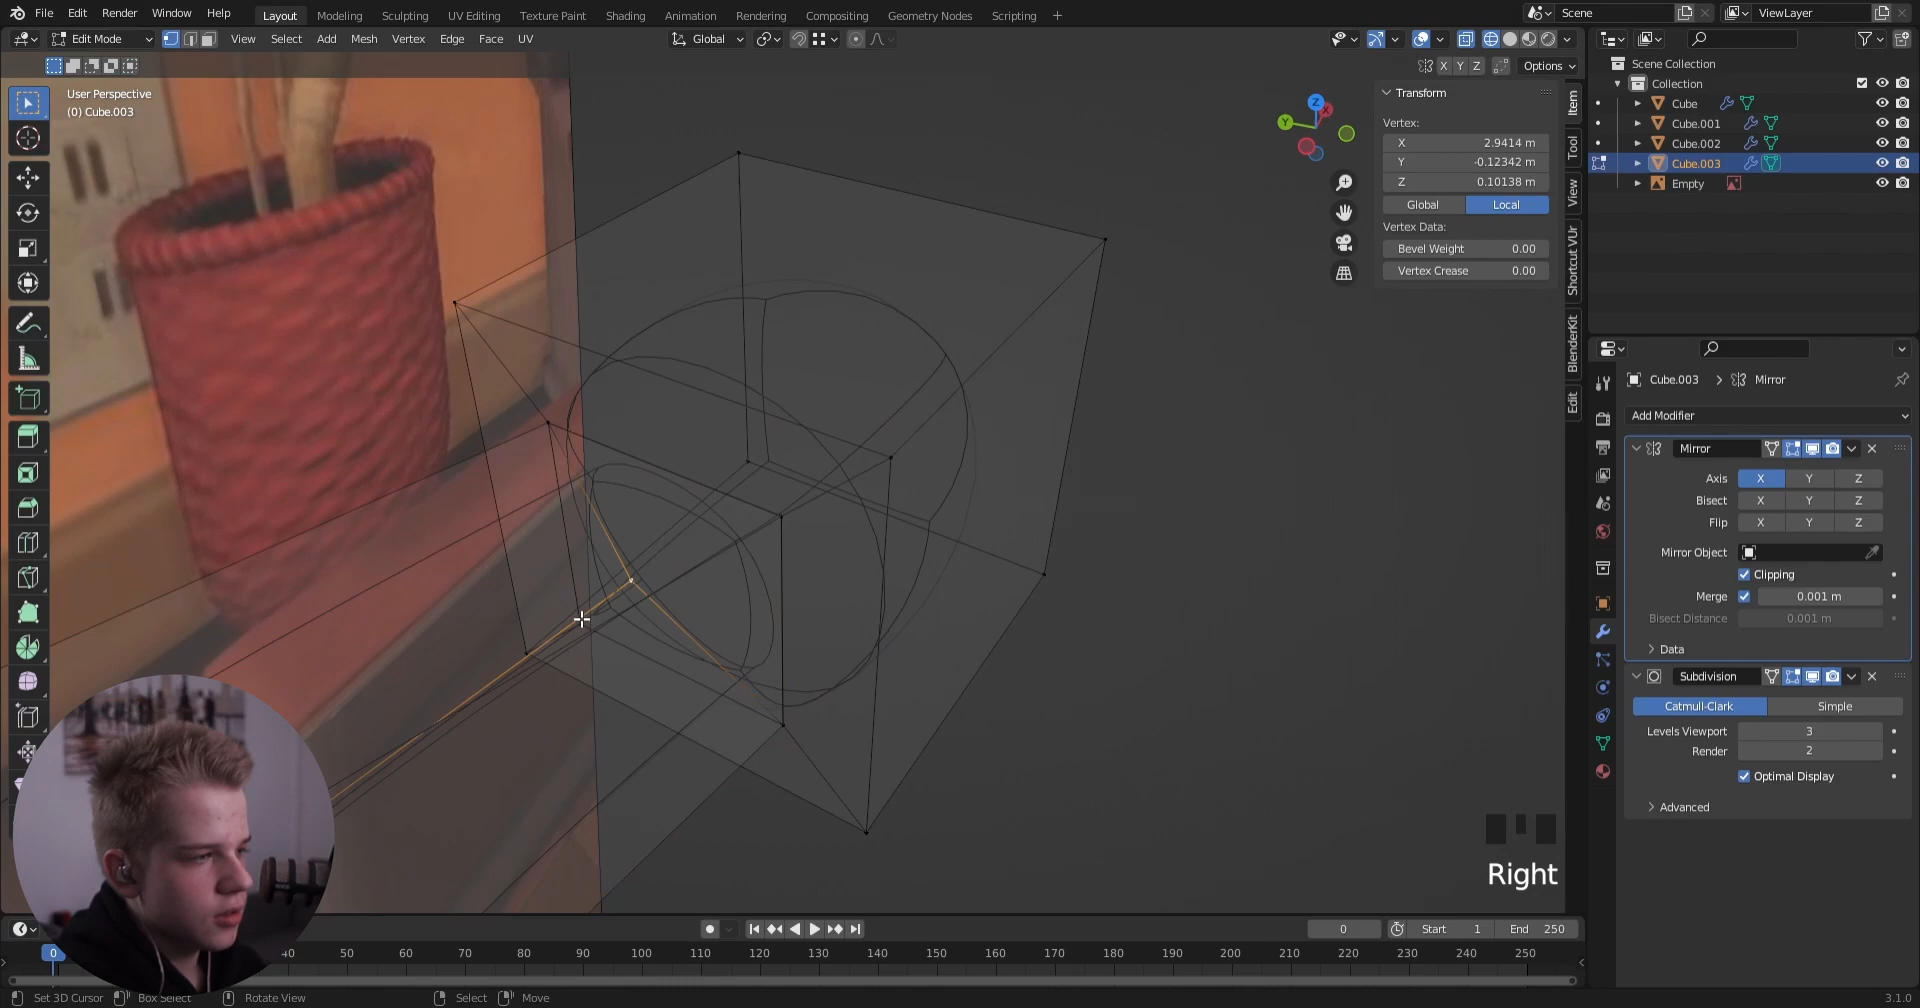 File Edit Render Window Help Layout Modeling Sculpting UV Editing Texture Paint Shading Animation Rendering Compositing Geometry Nodes Scripting + Scene ViewLayer
Edit Mode View Select Add Mesh Vertex Edge Face UV Global
X Y Z Options
User Perspective
(0) Cube.003
Transform
Vertex:
X 2.9414 m
Y -0.12342 m
Z 0.10138 m
Global Local
Vertex Data:
Bevel Weight 0.00
Vertex Crease 0.00
Item
Tool
View
Shortcut VUr
BlenderKit
Edit
Z
X
Y
Scene Collection
Collection
Cube
Cube.001
Cube.002
Cube.003
Empty
Cube.003 > Mirror
Add Modifier
Mirror
Axis X Y Z
Bisect X Y Z
Flip X Y Z
Mirror Object
Clipping
Merge 0.001 m
Bisect Distance 0.001 m
Data
Subdivision
Catmull-Clark Simple
Levels Viewport 3
Render 2
Optimal Display
Advanced
Right
0 Start 1 End 250
0 40 50 60 70 80 90 100 110 120 130 140 150 160 170 180 190 200 210 220 230 240 250
Set 3D Cursor Box Select Rotate View Select Move 3.1.0